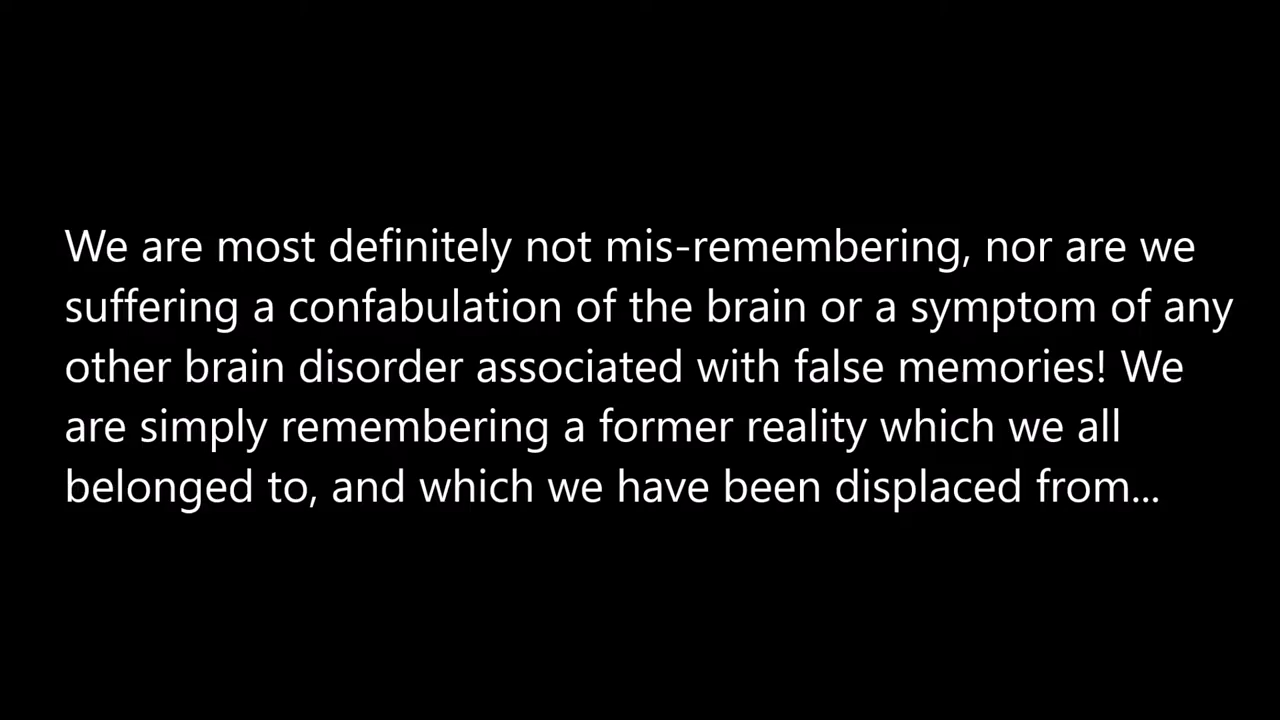 We are most definitely not mis-remembering, nor are we
suffering a confabulation of the brain or a symptom of any
other brain disorder associated with false memories! We
are simply remembering a former reality which we all
belonged to, and which we have been displaced from...